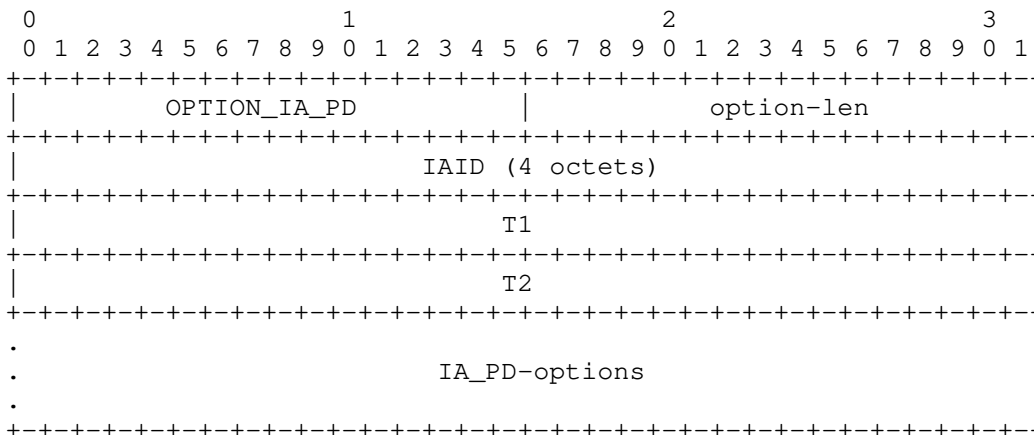 0                   1                   2                   3
0 1 2 3 4 5 6 7 8 9 0 1 2 3 4 5 6 7 8 9 0 1 2 3 4 5 6 7 8 9 0 1
+-+-+-+-+-+-+-+-+-+-+-+-+-+-+-+-+-+-+-+-+-+-+-+-+-+-+-+-+-+-+-+-
|         OPTION_IA_PD          |           option-len
+-+-+-+-+-+-+-+-+-+-+-+-+-+-+-+-+-+-+-+-+-+-+-+-+-+-+-+-+-+-+-+-
|                         IAID (4 octets)
+-+-+-+-+-+-+-+-+-+-+-+-+-+-+-+-+-+-+-+-+-+-+-+-+-+-+-+-+-+-+-+-
|                              T1
+-+-+-+-+-+-+-+-+-+-+-+-+-+-+-+-+-+-+-+-+-+-+-+-+-+-+-+-+-+-+-+-
|                              T2
+-+-+-+-+-+-+-+-+-+-+-+-+-+-+-+-+-+-+-+-+-+-+-+-+-+-+-+-+-+-+-+-
.
.                          IA_PD-options
.
+-+-+-+-+-+-+-+-+-+-+-+-+-+-+-+-+-+-+-+-+-+-+-+-+-+-+-+-+-+-+-+-